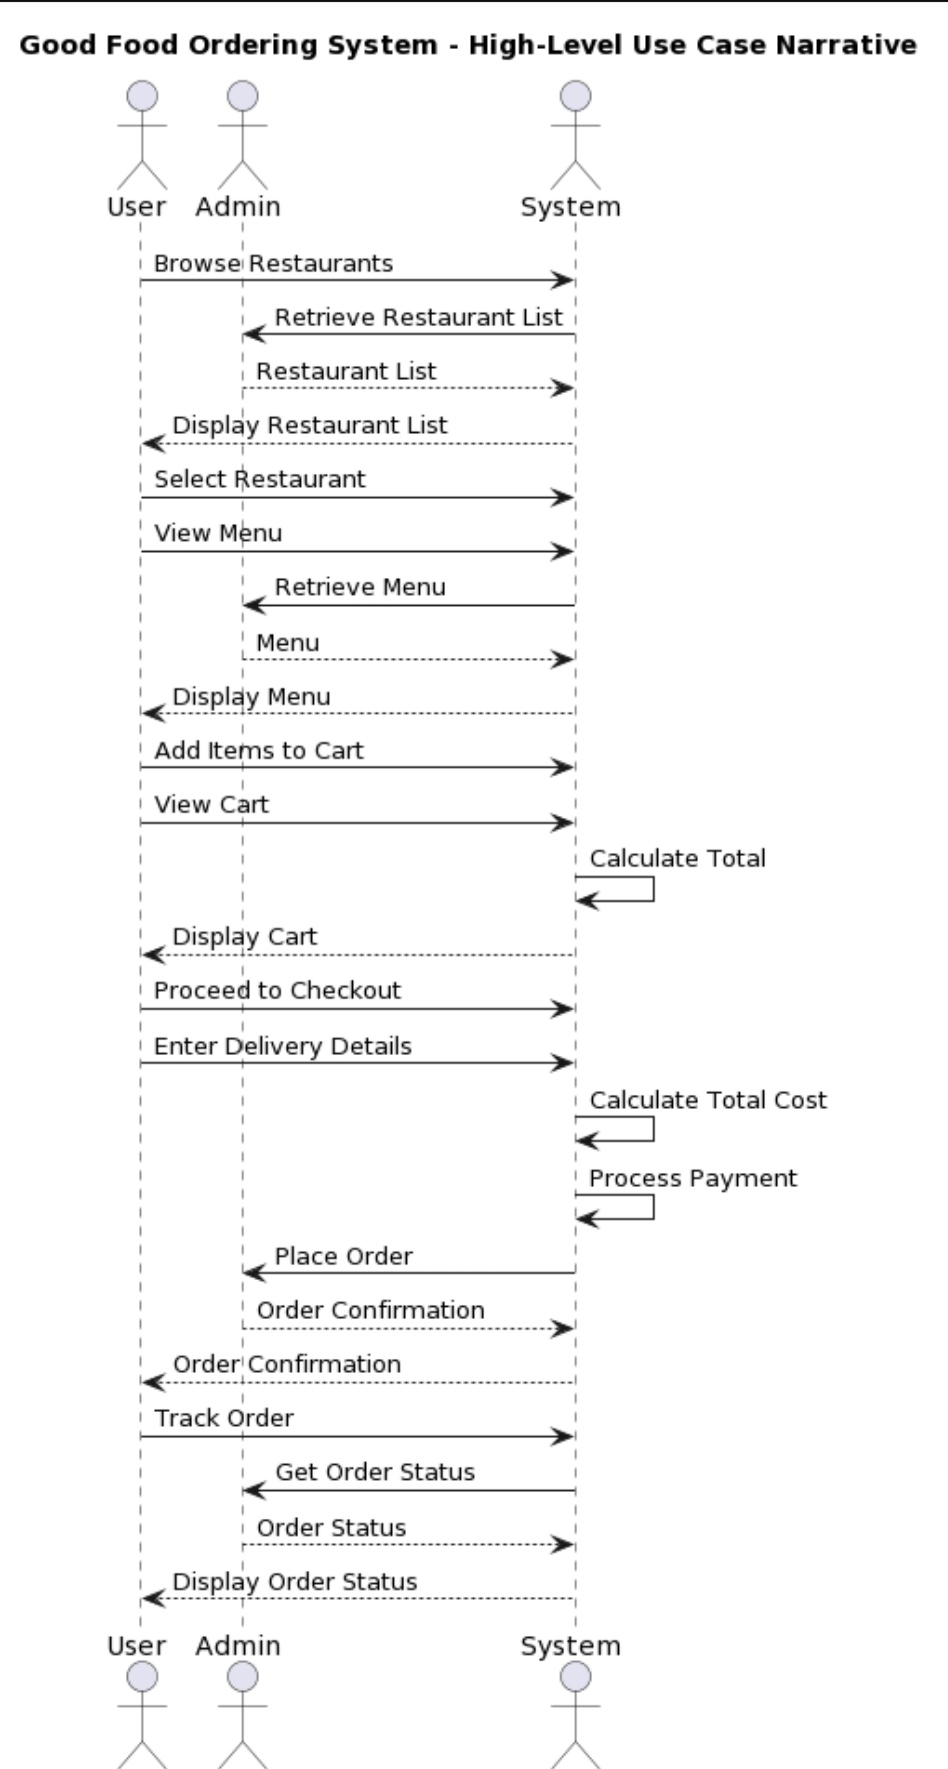 Good Food Ordering System - High-Level Use Case Narrative
User Admin System
Browse Restaurants
Retrieve Restaurant List
Restaurant List
Display Restaurant List
Select Restaurant
View Menu
Retrieve Menu
Menu
Display Menu
Add Items to Cart
View Cart
Calculate Total
Display Cart
Proceed to Checkout
Enter Delivery Details
Calculate Total Cost
Process Payment
Place Order
Order Confirmation
Order Confirmation
Track Order
Get Order Status
Order Status
Display Order Status
User Admin System